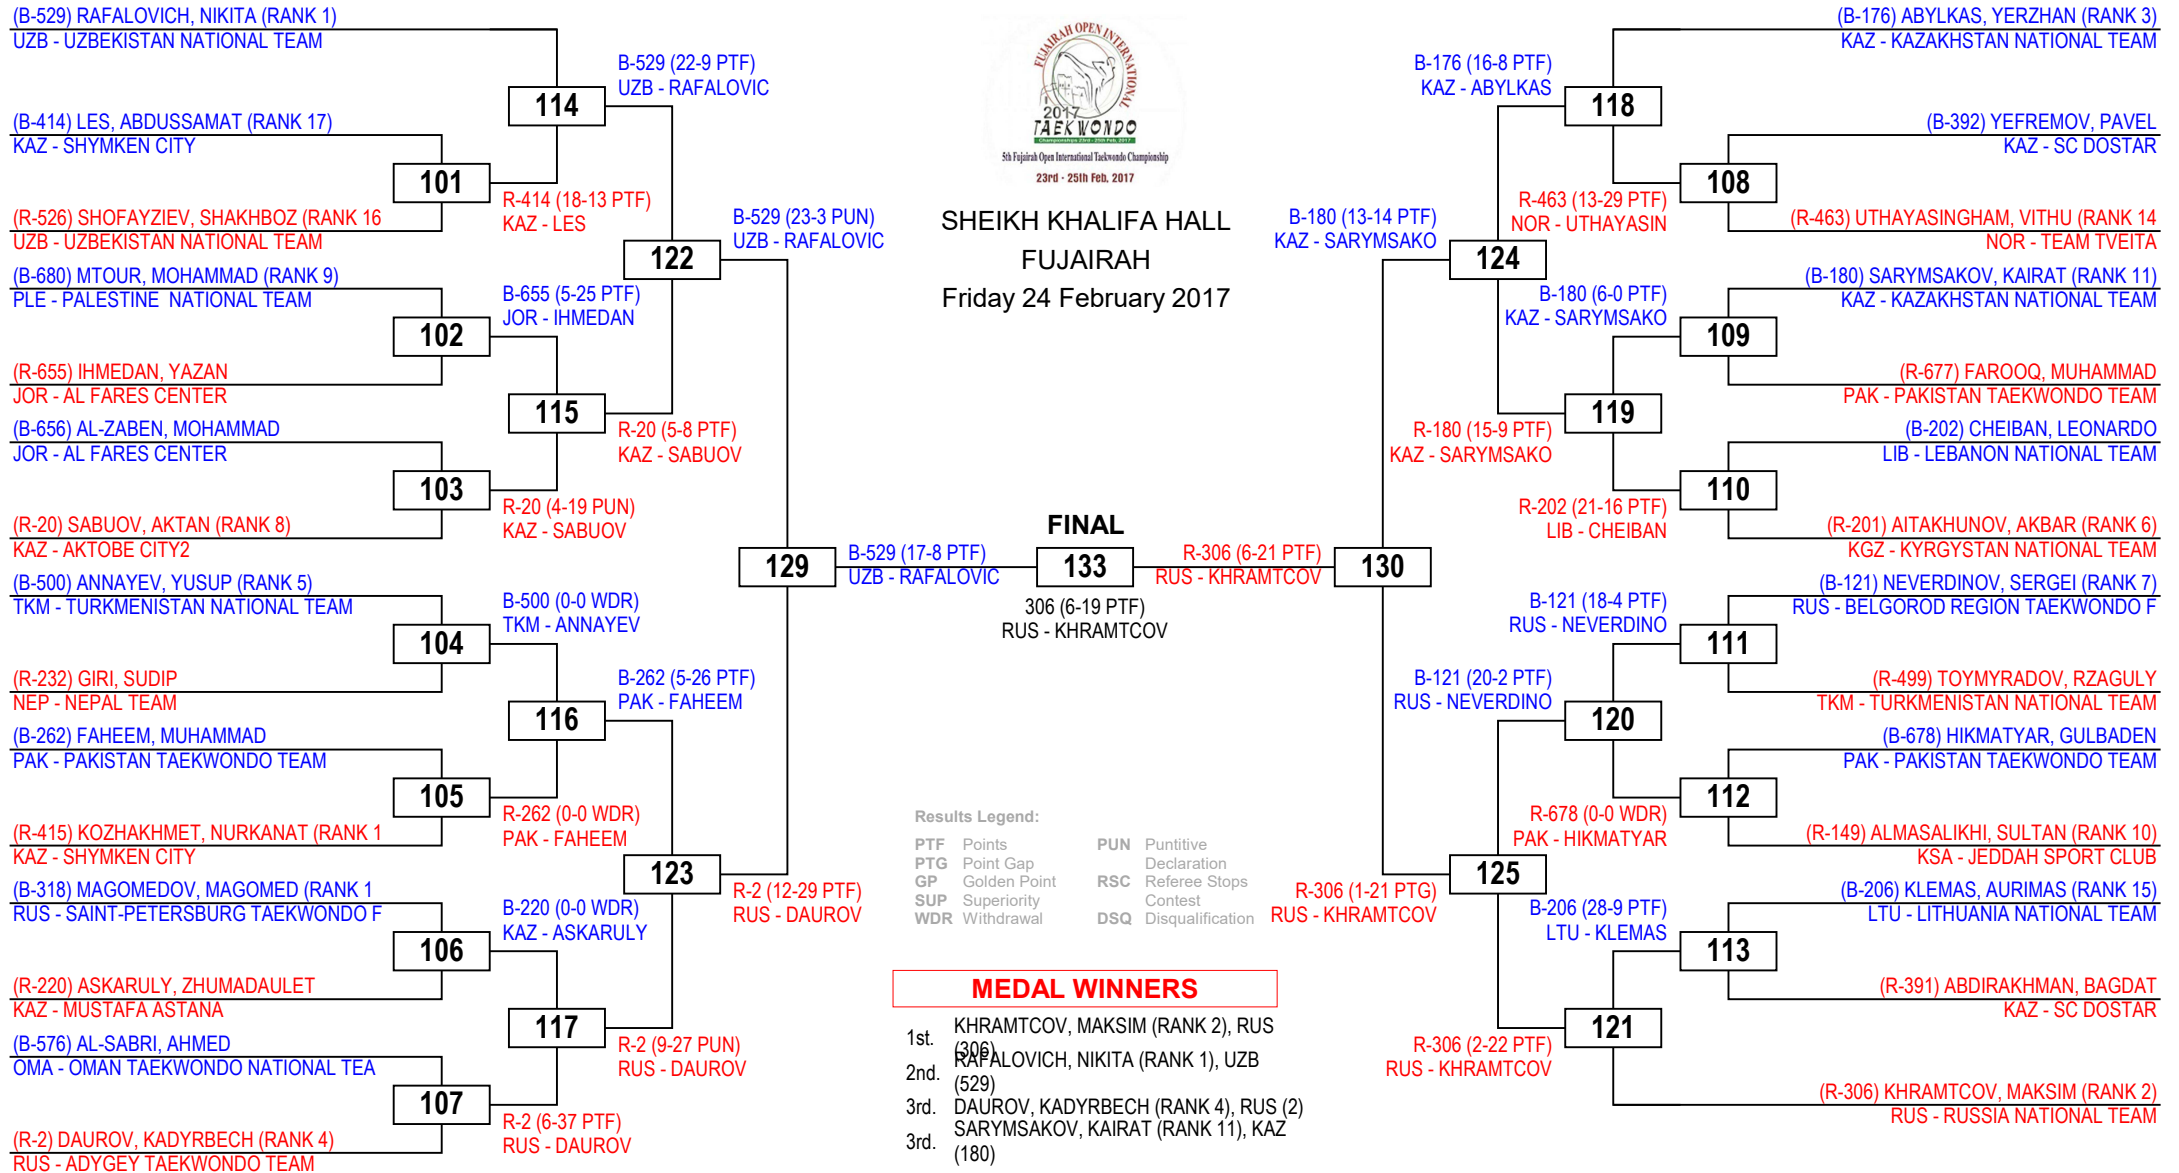 (B-529) RAFALOVICH, NIKITA (RANK 1)
UZB - UZBEKISTAN NATIONAL TEAM
(B-414) LES, ABDUSSAMAT (RANK 17)
KAZ - SHYMKEN CITY
(R-526) SHOFAYZIEV, SHAKHBOZ (RANK 16
UZB - UZBEKISTAN NATIONAL TEAM
(B-680) MTOUR, MOHAMMAD (RANK 9)
PLE - PALESTINE NATIONAL TEAM
(R-655) IHMEDAN, YAZAN
JOR - AL FARES CENTER
(B-656) AL-ZABEN, MOHAMMAD
JOR - AL FARES CENTER
(R-20) SABUOV, AKTAN (RANK 8)
KAZ - AKTOBE CITY2
(B-500) ANNAYEV, YUSUP (RANK 5)
TKM - TURKMENISTAN NATIONAL TEAM
(R-232) GIRI, SUDIP
NEP - NEPAL TEAM
(B-262) FAHEEM, MUHAMMAD
PAK - PAKISTAN TAEKWONDO TEAM
(R-415) KOZHAKHMET, NURKANAT (RANK 1
KAZ - SHYMKEN CITY
(B-318) MAGOMEDOV, MAGOMED (RANK 1
RUS - SAINT-PETERSBURG TAEKWONDO F
(R-220) ASKARULY, ZHUMADAULET
KAZ - MUSTAFA ASTANA
(B-576) AL-SABRI, AHMED
OMA - OMAN TAEKWONDO NATIONAL TEA
(R-2) DAUROV, KADYRBECH (RANK 4)
RUS - ADYGEY TAEKWONDO TEAM
101
102
103
104
105
106
107
R-414 (18-13 PTF)
KAZ - LES
B-655 (5-25 PTF)
JOR - IHMEDAN
R-20 (4-19 PUN)
KAZ - SABUOV
B-500 (0-0 WDR)
TKM - ANNAYEV
R-262 (0-0 WDR)
PAK - FAHEEM
B-220 (0-0 WDR)
KAZ - ASKARULY
R-2 (6-37 PTF)
RUS - DAUROV
114
115
116
117
B-529 (22-9 PTF)
UZB - RAFALOVIC
R-20 (5-8 PTF)
KAZ - SABUOV
B-262 (5-26 PTF)
PAK - FAHEEM
R-2 (9-27 PUN)
RUS - DAUROV
122
123
B-529 (23-3 PUN)
UZB - RAFALOVIC
R-2 (12-29 PTF)
RUS - DAUROV
129
B-529 (17-8 PTF)
UZB - RAFALOVIC
FUJAIRAH OPEN INTERNATIONAL
2017
TAEKWONDO
Championships 23rd - 25th Feb, 2017
5th Fujairah Open International Taekwondo Championship
23rd - 25th Feb, 2017
SHEIKH KHALIFA HALL
FUJAIRAH
Friday 24 February 2017
FINAL
133
306 (6-19 PTF)
RUS - KHRAMTCOV
R-306 (6-21 PTF)
RUS - KHRAMTCOV
130
B-180 (13-14 PTF)
KAZ - SARYMSAKO
R-306 (1-21 PTG)
RUS - KHRAMTCOV
124
125
B-176 (16-8 PTF)
KAZ - ABYLKAS
R-180 (15-9 PTF)
KAZ - SARYMSAKO
B-121 (20-2 PTF)
RUS - NEVERDINO
R-306 (2-22 PTF)
RUS - KHRAMTCOV
118
119
120
121
R-463 (13-29 PTF)
NOR - UTHAYASIN
B-180 (6-0 PTF)
KAZ - SARYMSAKO
R-202 (21-16 PTF)
LIB - CHEIBAN
B-121 (18-4 PTF)
RUS - NEVERDINO
R-678 (0-0 WDR)
PAK - HIKMATYAR
B-206 (28-9 PTF)
LTU - KLEMAS
108
109
110
111
112
113
(B-176) ABYLKAS, YERZHAN (RANK 3)
KAZ - KAZAKHSTAN NATIONAL TEAM
(B-392) YEFREMOV, PAVEL
KAZ - SC DOSTAR
(R-463) UTHAYASINGHAM, VITHU (RANK 14
NOR - TEAM TVEITA
(B-180) SARYMSAKOV, KAIRAT (RANK 11)
KAZ - KAZAKHSTAN NATIONAL TEAM
(R-677) FAROOQ, MUHAMMAD
PAK - PAKISTAN TAEKWONDO TEAM
(B-202) CHEIBAN, LEONARDO
LIB - LEBANON NATIONAL TEAM
(R-201) AITAKHUNOV, AKBAR (RANK 6)
KGZ - KYRGYSTAN NATIONAL TEAM
(B-121) NEVERDINOV, SERGEI (RANK 7)
RUS - BELGOROD REGION TAEKWONDO F
(R-499) TOYMYRADOV, RZAGULY
TKM - TURKMENISTAN NATIONAL TEAM
(B-678) HIKMATYAR, GULBADEN
PAK - PAKISTAN TAEKWONDO TEAM
(R-149) ALMASALIKHI, SULTAN (RANK 10)
KSA - JEDDAH SPORT CLUB
(B-206) KLEMAS, AURIMAS (RANK 15)
LTU - LITHUANIA NATIONAL TEAM
(R-391) ABDIRAKHMAN, BAGDAT
KAZ - SC DOSTAR
(R-306) KHRAMTCOV, MAKSIM (RANK 2)
RUS - RUSSIA NATIONAL TEAM
Results Legend:
PTF Points
PTG Point Gap
GP Golden Point
SUP Superiority
WDR Withdrawal
PUN Puntitive
Declaration
RSC Referee Stops
Contest
DSQ Disqualification
MEDAL WINNERS
1st. KHRAMTCOV, MAKSIM (RANK 2), RUS
(306)
2nd. RAFALOVICH, NIKITA (RANK 1), UZB
(529)
3rd. DAUROV, KADYRBECH (RANK 4), RUS (2)
3rd. SARYMSAKOV, KAIRAT (RANK 11), KAZ
(180)